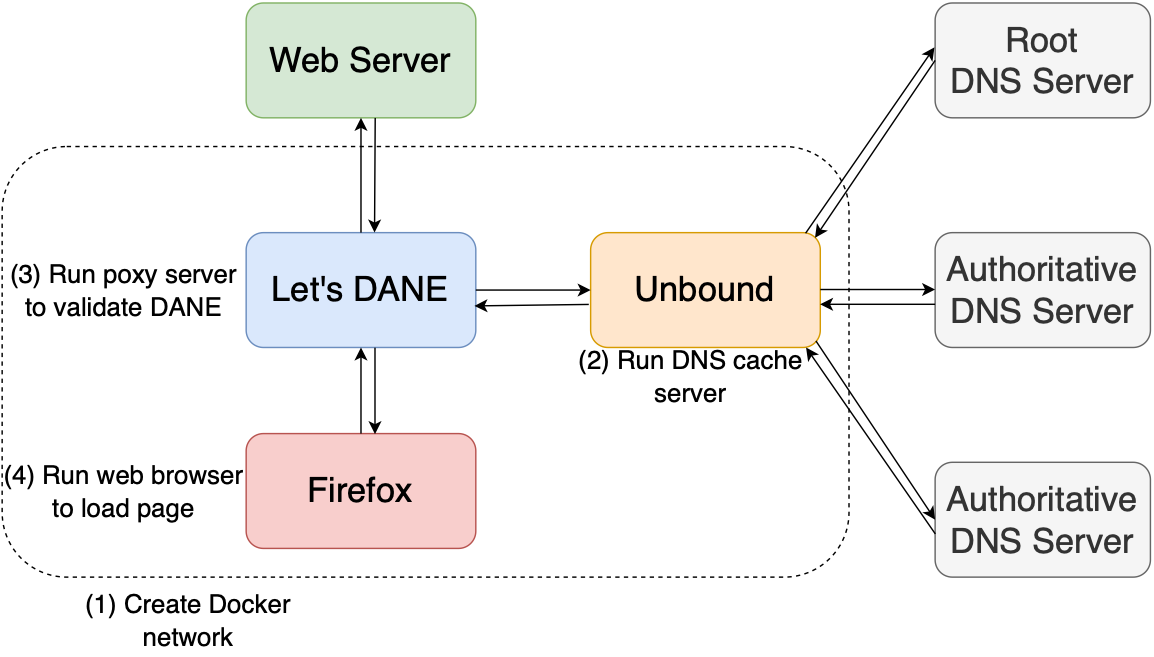 Web Server
Root
DNS Server
(3) Run poxy server
to validate DANE
Let's DANE
Unbound
Authoritative
DNS Server
(2) Run DNS cache
server
(4) Run web browser
to load page
Firefox
Authoritative
DNS Server
(1) Create Docker
network